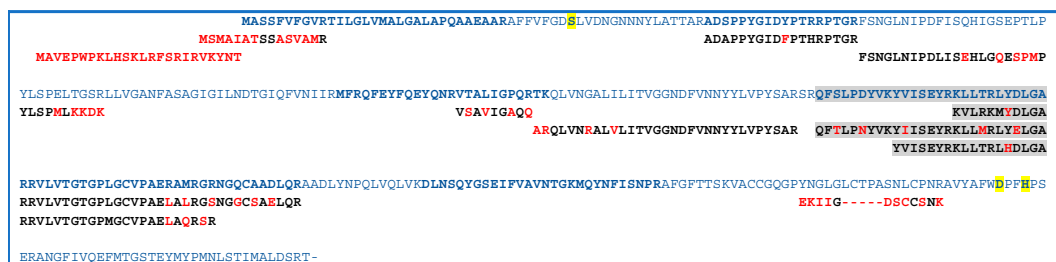 MASSFVFGVRTILGLVMALGALAPQAAEAARAFFVFGDSLVDNGNNNYLATTARADSPPYGIDYPTRRPTGRFSNGLNIPDFISQHIGSEPTLP
MSMAIATSSASVAMR ADAPPYGIDFPTHRPTGR
MAVEPWPKLHSKLRFSRIRVKYNT FSNGLNIPDLISEHLGQESPMP
YLSPELTGSRLLVGANFASAGIGILNDTGIQFVNIIRMFRQFEYFQEYQNRVTALIGPQRTKQLVNGALILITVGGNDFVNNYYLVPYSARSRQFSLPDYVKYVISEYRKLLTRLYDLGA
YLSPMLKKDK VSAVIGAQQ KVLRKMYDLGA
ARQLVNRALVLITVGGNDFVNNYYLVPYSAR QFTLPNYVKYIISEYRKLLMRLYELGA
YVISEYRKLLTRLHDLGA
RRVLVTGTGPLGCVPAERAMRGRNGQCAADLQRAADLYNPQLVQLVKDLNSQYGSEIFVAVNTGKMQYNFISNPRAFGFTTSKVACCGQGPYNGLGLCTPASNLCPNRAVYAFWDPFHPS
RRVLVTGTGPLGCVPAELALRGSNGGCSAELQR EKIIG-----DSCCSNK
RRVLVTGTGPMGCVPAELAQRSR
ERANGFIVQEFMTGSTEYMYPMNLSTIMALDSRT-